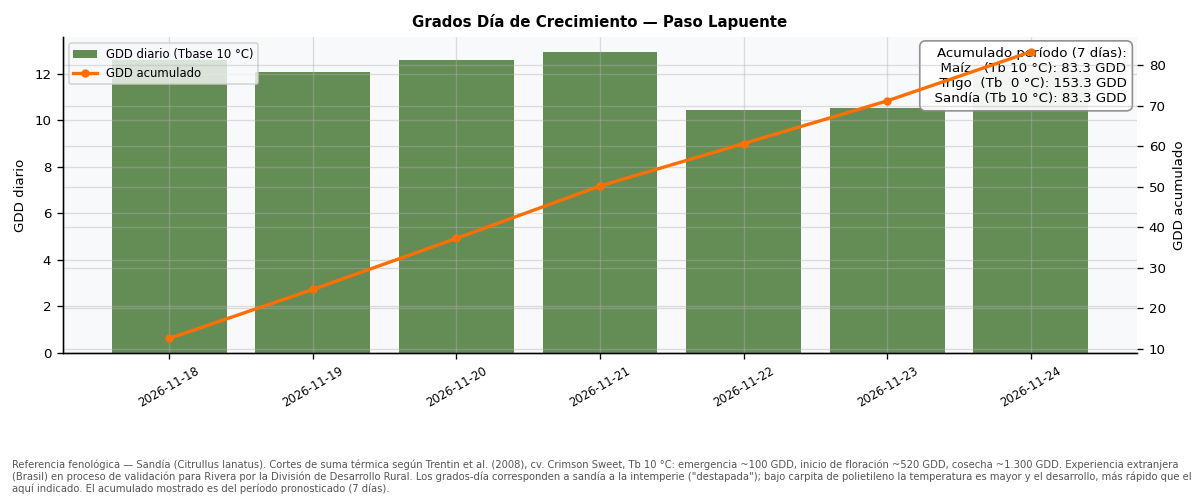 Grados Día de Crecimiento — Paso Lapuente
GDD diario (Tbase 10 °C)
GDD acumulado
Acumulado período (7 días):
Maíz (Tb 10 °C): 83.3 GDD
Trigo (Tb 0 °C): 153.3 GDD
Sandía (Tb 10 °C): 83.3 GDD
GDD diario
12
10
8
6
4
2
0
80
70
60
50
40
30
20
10
GDD acumulado
2026-11-18
2026-11-19
2026-11-20
2026-11-21
2026-11-22
2026-11-23
2026-11-24
Referencia fenológica — Sandía (Citrullus lanatus). Cortes de suma térmica según Trentin et al. (2008), cv. Crimson Sweet, Tb 10 °C: emergencia ~100 GDD, inicio de floración ~520 GDD, cosecha ~1.300 GDD. Experiencia extranjera
(Brasil) en proceso de validación para Rivera por la División de Desarrollo Rural. Los grados-día corresponden a sandía a la intemperie ("destapada"); bajo carpita de polietileno la temperatura es mayor y el desarrollo, más rápido que el
aquí indicado. El acumulado mostrado es del período pronosticado (7 días).